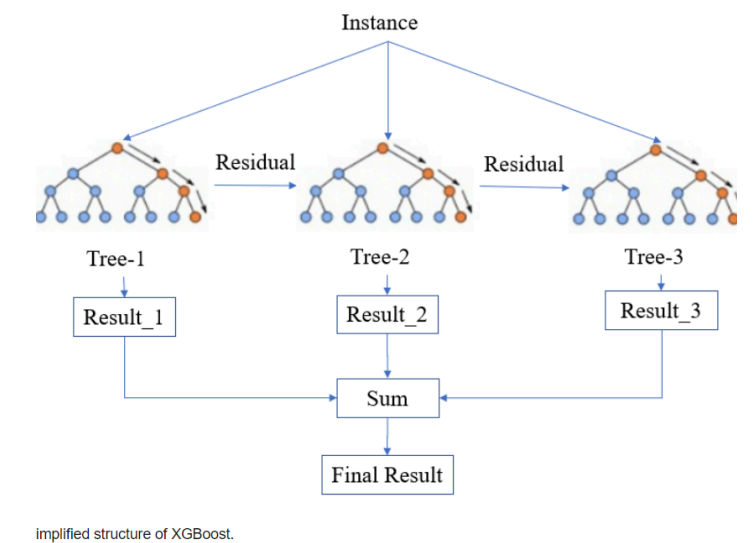 Instance
Residual
Residual
Tree-1
Tree-2
Tree-3
Result_1
Result_2
Result_3
Sum
Final Result
implified structure of XGBoost.